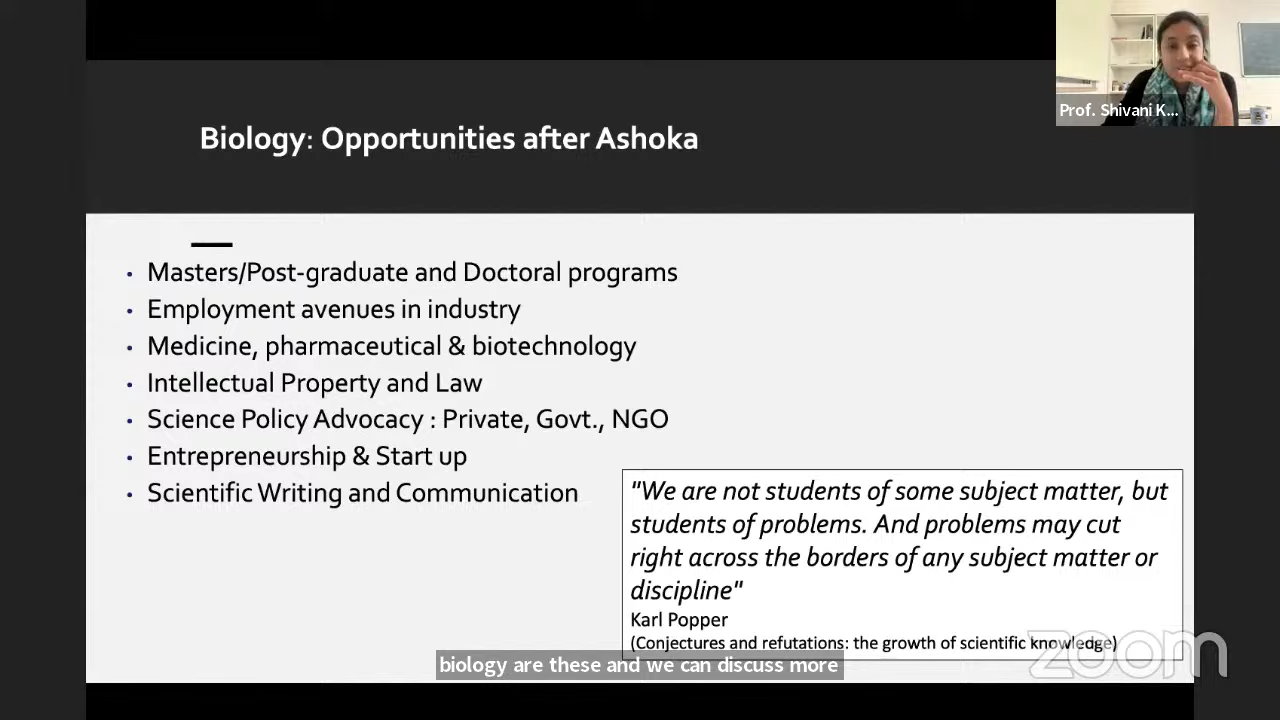 Prof. Shivani K...
Biology: Opportunities after Ashoka
• Masters/Post-graduate and Doctoral programs
• Employment avenues in industry
• Medicine, pharmaceutical & biotechnology
• Intellectual Property and Law
• Science Policy Advocacy : Private, Govt., NGO
• Entrepreneurship & Start up
• Scientific Writing and Communication
"We are not students of some subject matter, but
students of problems. And problems may cut
right across the borders of any subject matter or
discipline"
Karl Popper
(Conjectures and refutations: the growth of scientific knowledge)
zoom
biology are these and we can discuss more